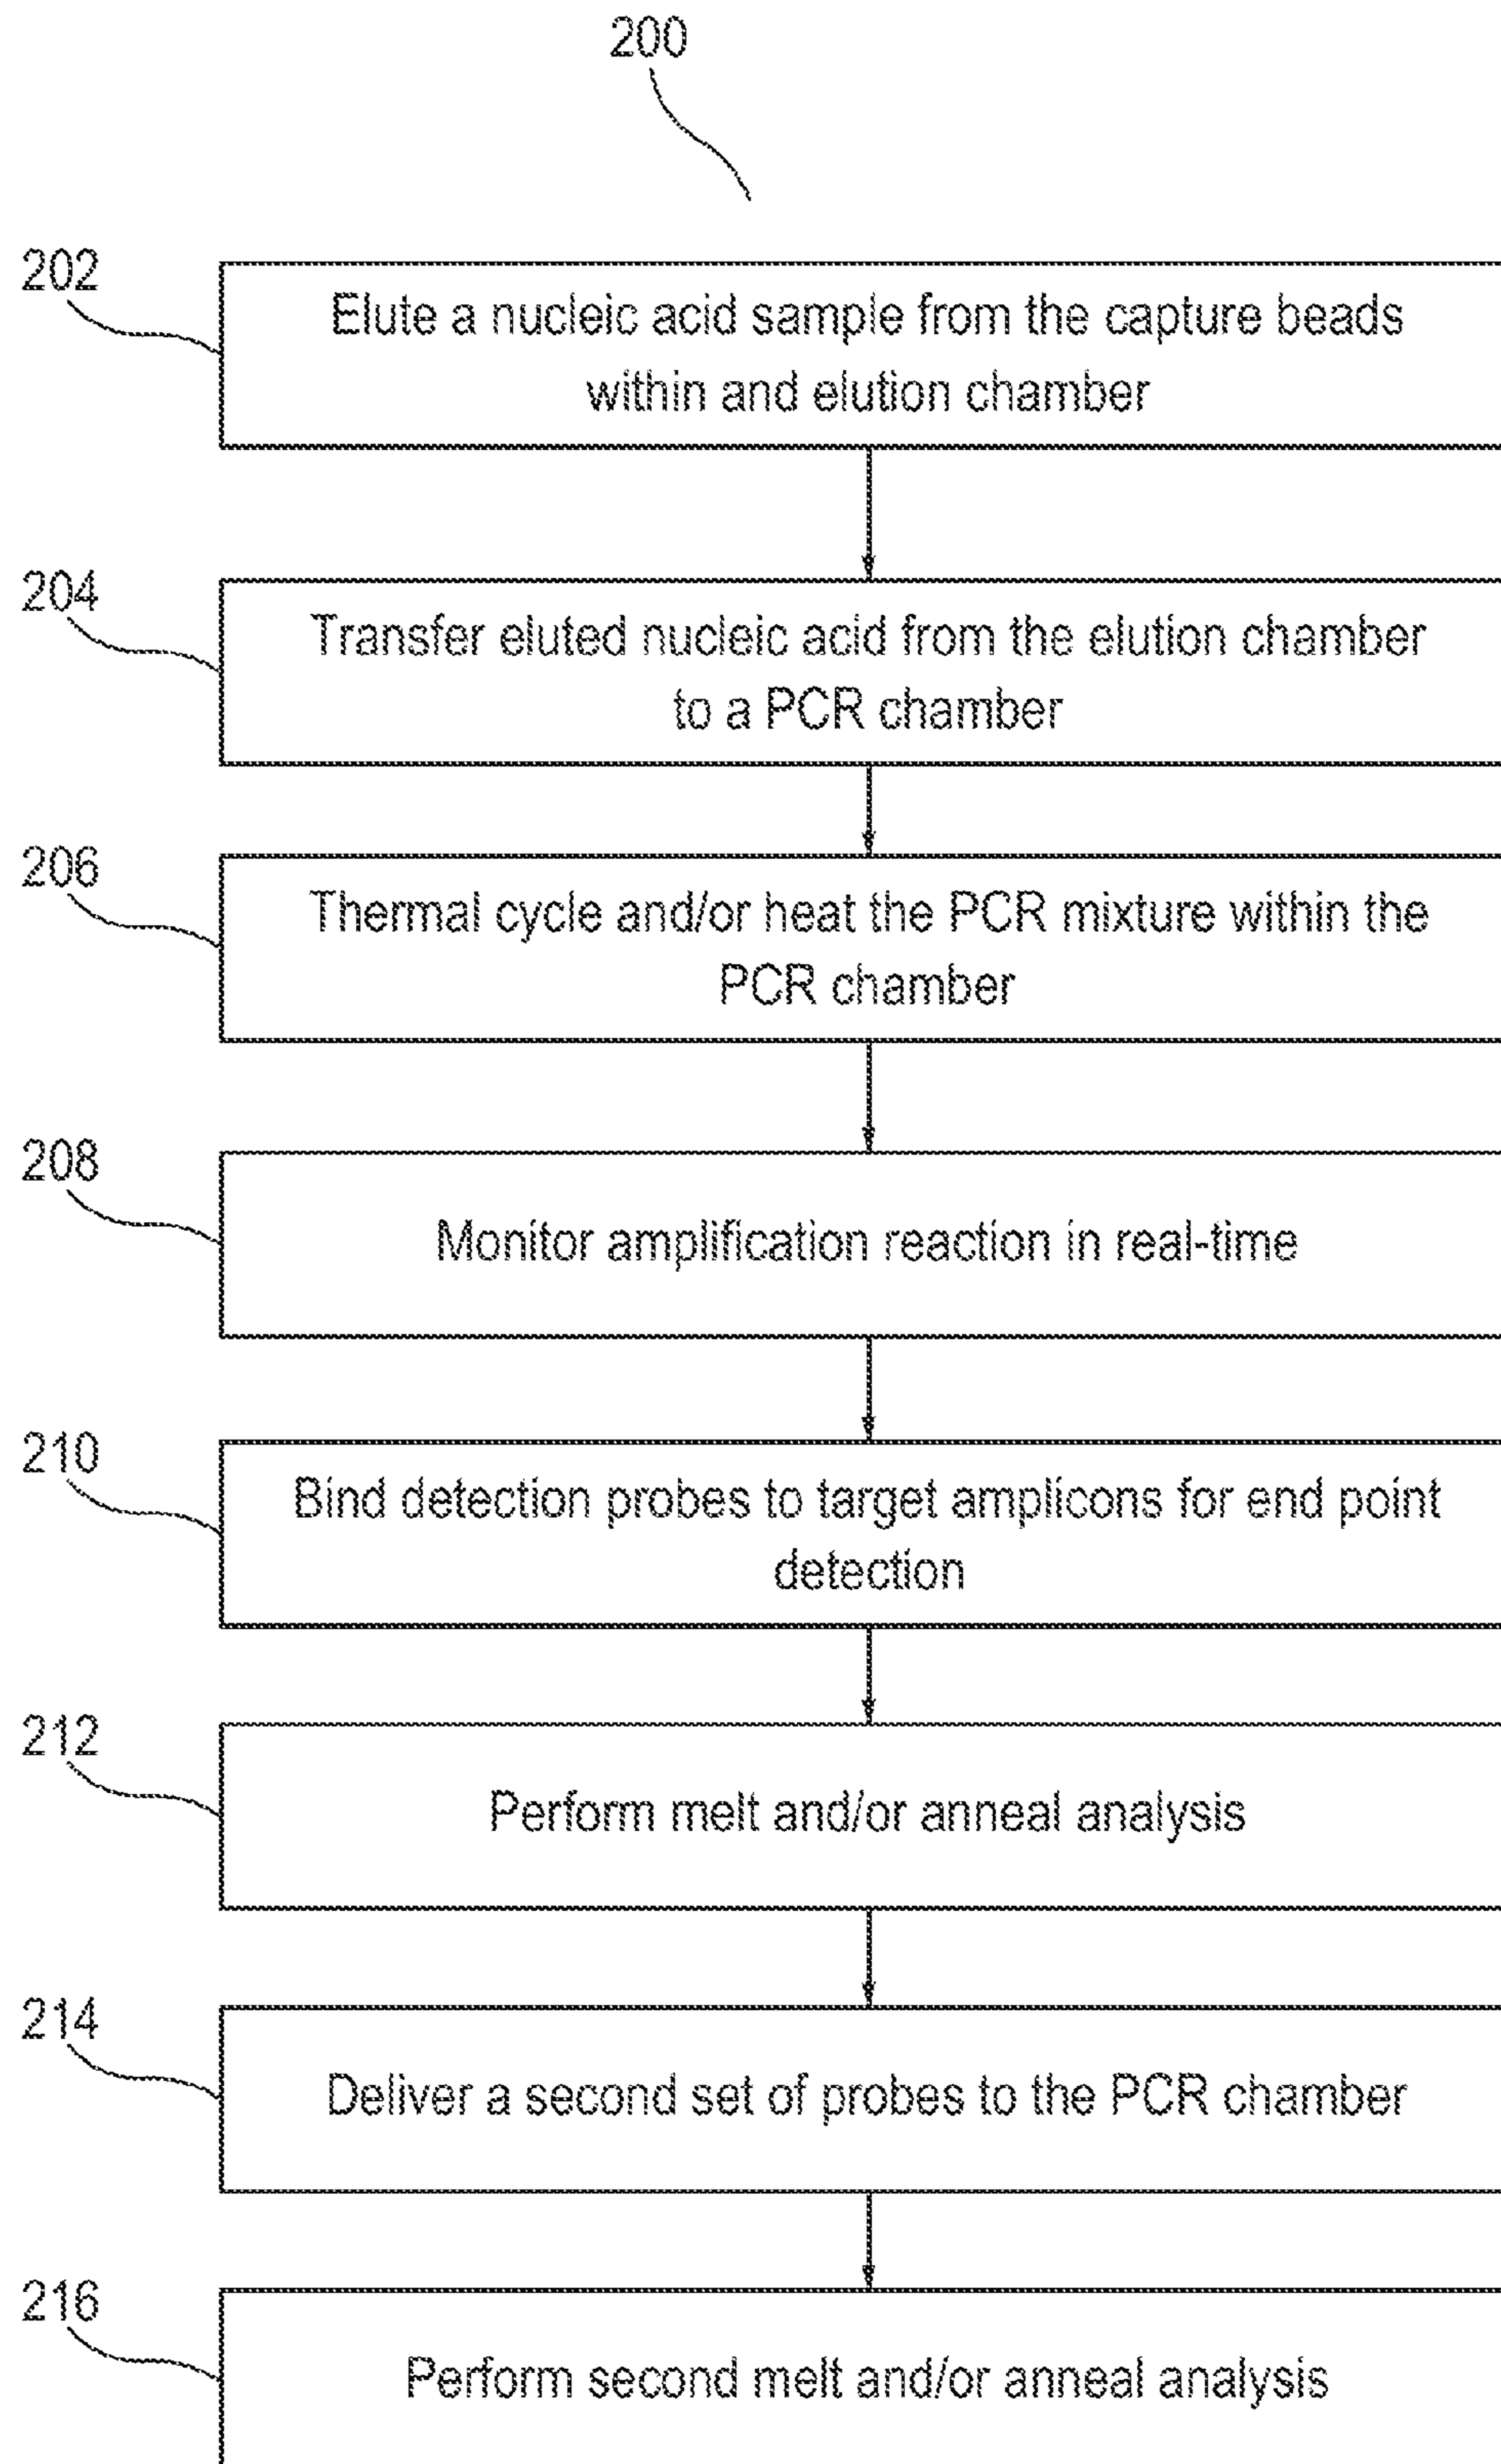 200
202
Elute a nucleic acid sample from the capture beads
within and elution chamber
204
Transfer eluted nucleic acid from the elution chamber
to a PCR chamber
206
Thermal cycle and/or heat the PCR mixture within the
PCR chamber
208
Monitor amplification reaction in real-time
210
Bind detection probes to target amplicons for end point
detection
212
Perform melt and/or anneal analysis
214
Deliver a second set of probes to the PCR chamber
216
Perform second melt and/or anneal analysis